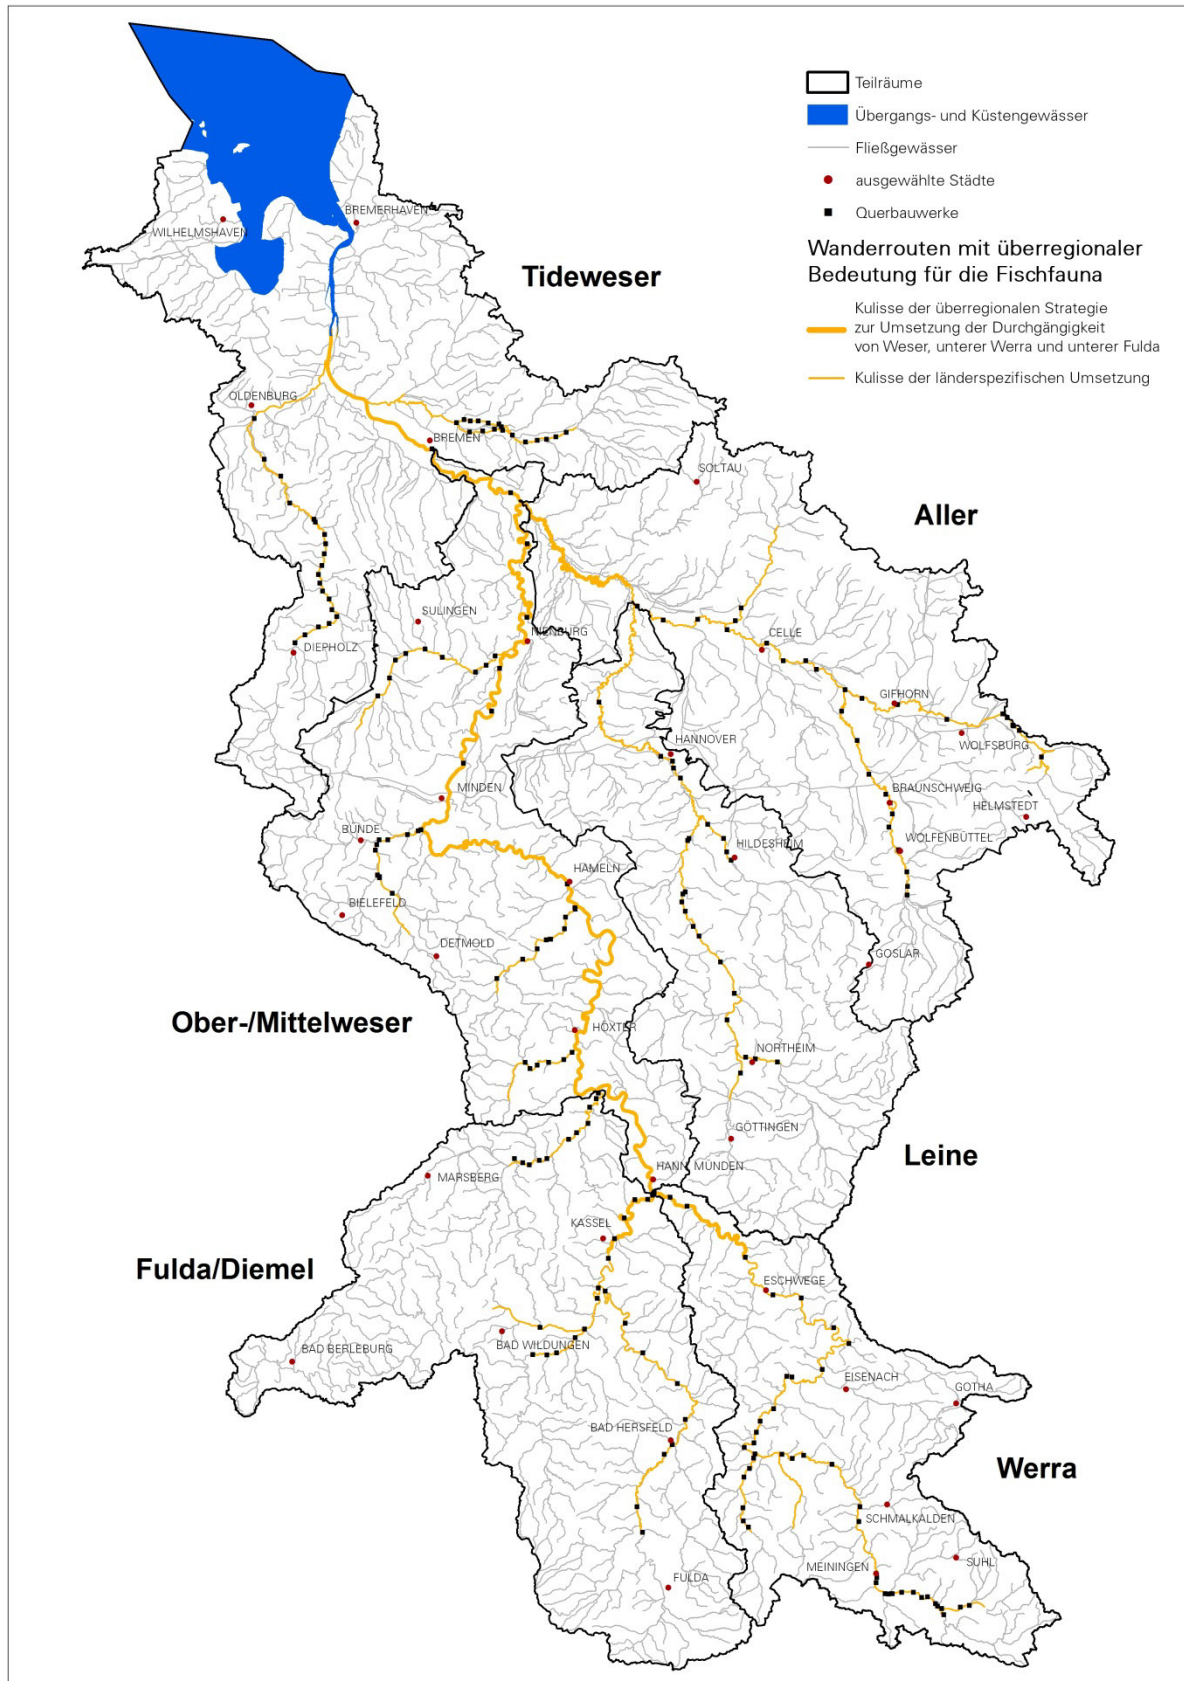 Teilräume
Übergangs- und Küstengewässer
Fließgewässer
ausgewählte Städte
Querbauwerke
Wanderrouten mit überregionaler
Bedeutung für die Fischfauna
Kulisse der überregionalen Strategie
zur Umsetzung der Durchgängigkeit
von Weser, unterer Werra und unterer Fulda
Kulisse der länderspezifischen Umsetzung
BREMERHAVEN
WILHELMSHAVEN
Tideweser
OLDENBURG
BREMEN
SOLTAU
Aller
SULINGEN
NIENBURG
CELLE
DIEPHOLZ
GIFHORN
HANNOVER
WOLFSBURG
MINDEN
BRAUNSCHWEIG
HELMSTEDT
BÜNDE
WOLFENBÜTTEL
HILDESHEIM
HAMELN
BIELEFELD
DETMOLD
GOSLAR
Ober-/Mittelweser
HÖXTER
NORTHEIM
GÖTTINGEN
Leine
HANN. MÜNDEN
MARSBERG
KASSEL
Fulda/Diemel
ESCHWEGE
BAD WILDUNGEN
BAD BERLEBURG
EISENACH
GOTHA
BAD HERSFELD
Werra
SCHMALKALDEN
SUHL
MEININGEN
FULDA